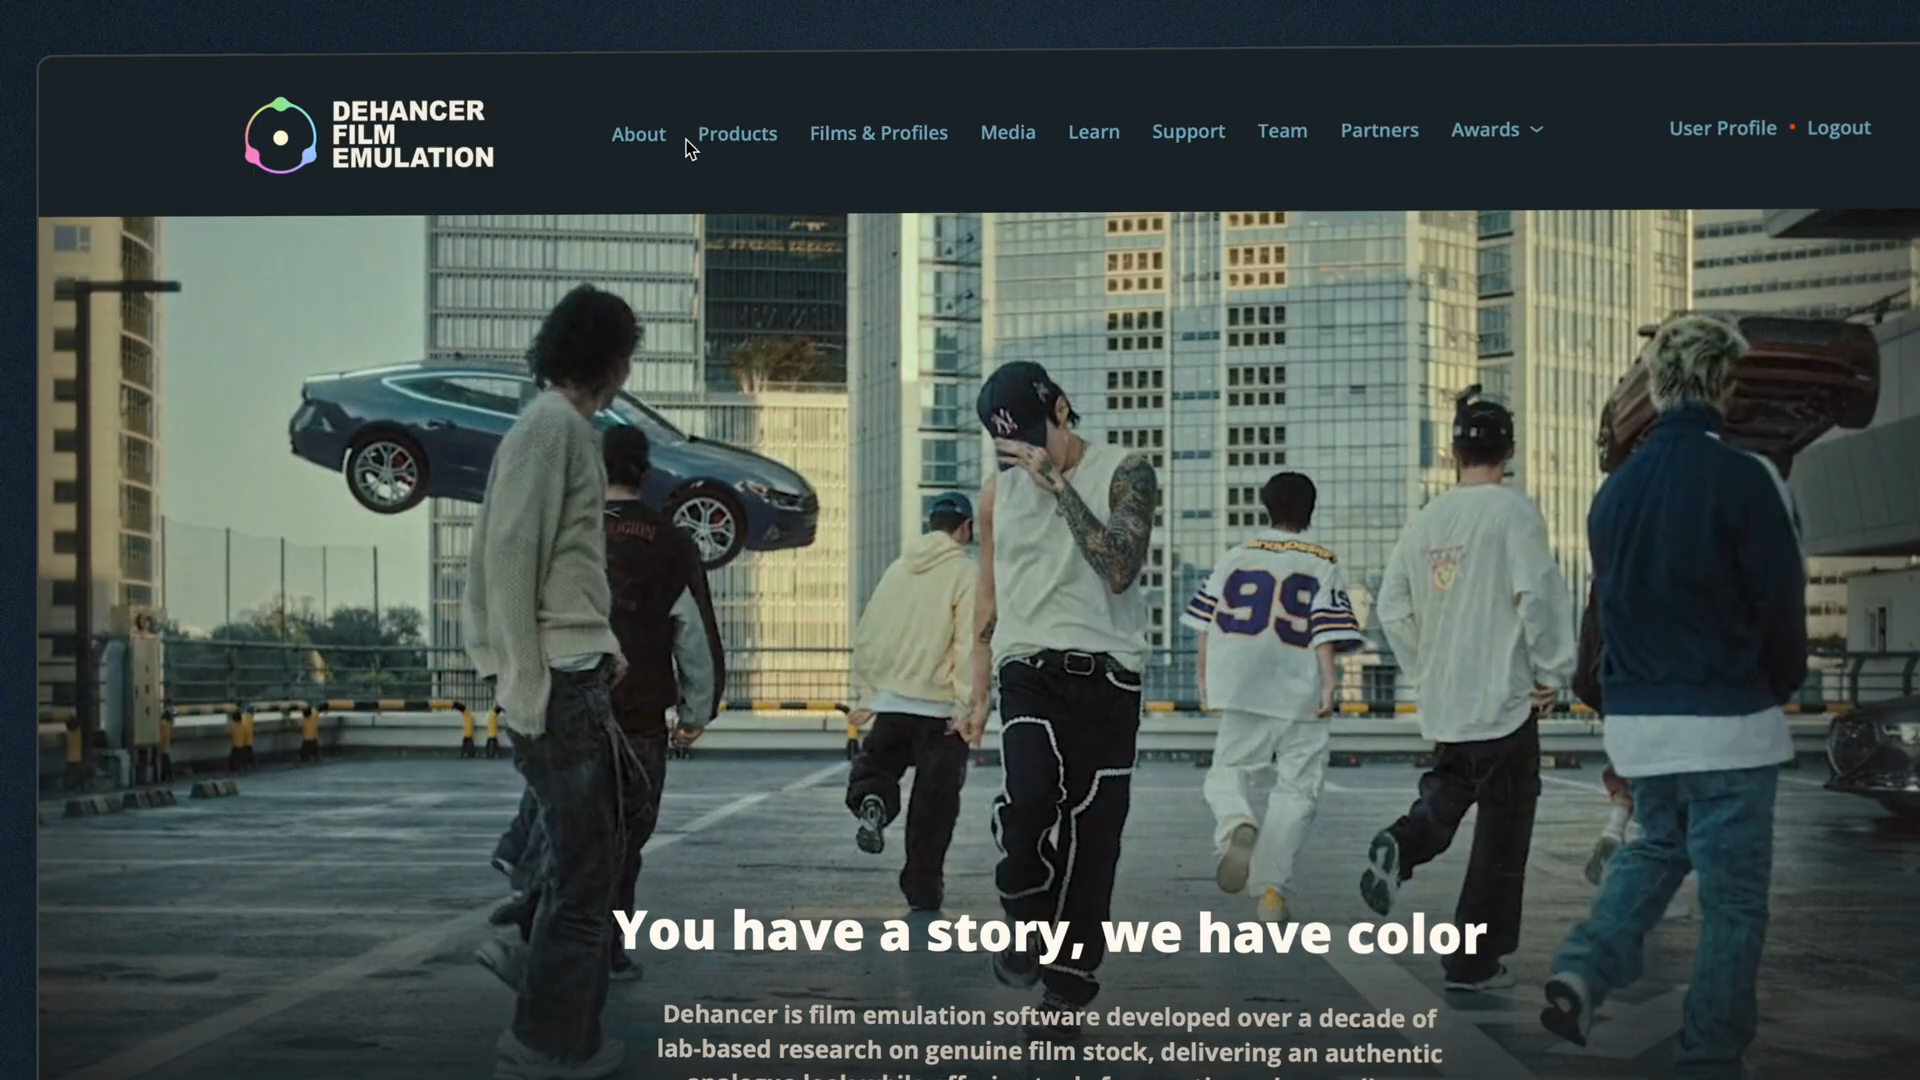 DEHANCER
FILM
EMULATION
About Products Films & Profiles Media Learn Support Team Partners Awards User Profile • Logout
99
You have a story, we have color
Dehancer is film emulation software developed over a decade of
lab-based research on genuine film stock, delivering an authentic